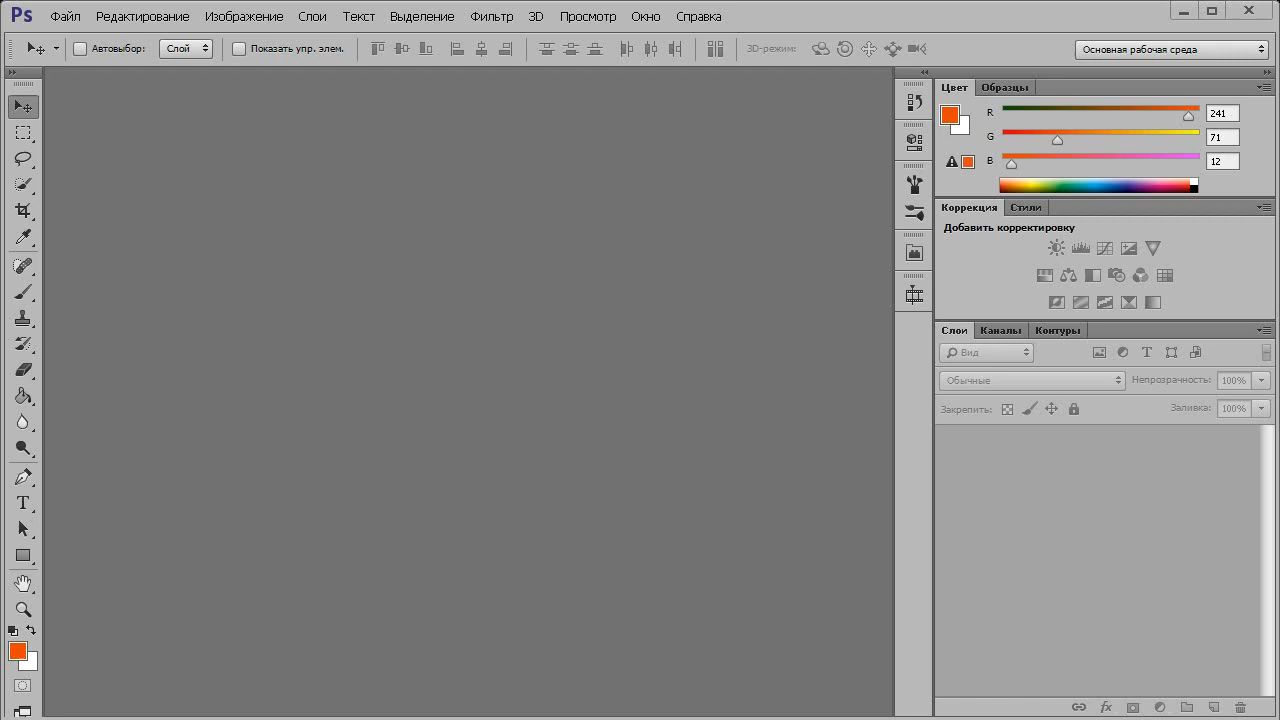 Ps Файл Редактирование Изображение Слои Текст Выделение Фильтр 3D Просмотр Окно Справка
Автовыбор: Слой Показать упр. элем. 3D-режим: Основная рабочая среда
Цвет Образцы
R 241
G 71
B 12
Коррекция Стили
Добавить корректировку
Слои Каналы Контуры
Вид T
Обычные Непрозрачность: 100%
Закрепить: Заливка: 100%
T
fx